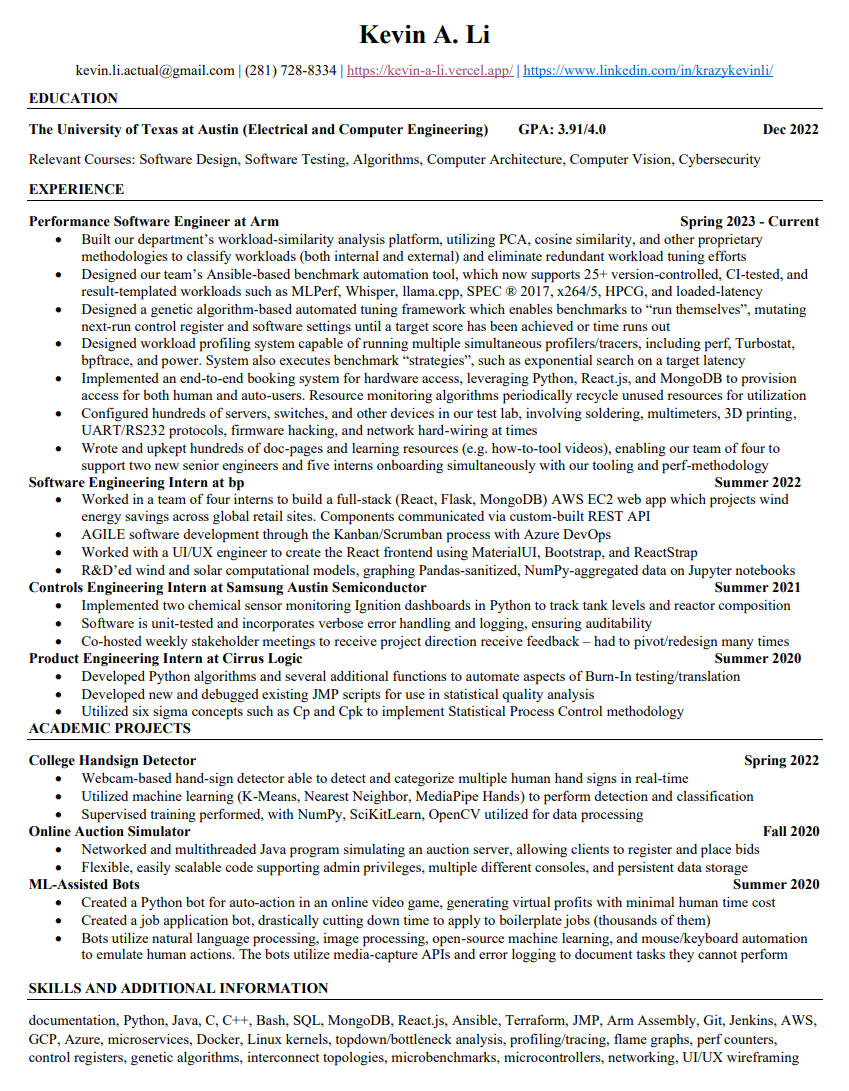 Kevin A. Li
kevin.li.actual@gmail.com | (281) 728-8334 | https://kevin-a-li.vercel.app/ | https://www.linkedin.com/in/krazykevinli/
EDUCATION
The University of Texas at Austin (Electrical and Computer Engineering) GPA: 3.91/4.0 Dec 2022
Relevant Courses: Software Design, Software Testing, Algorithms, Computer Architecture, Computer Vision, Cybersecurity
EXPERIENCE
Performance Software Engineer at Arm Spring 2023 - Current
• Built our department’s workload-similarity analysis platform, utilizing PCA, cosine similarity, and other proprietary
methodologies to classify workloads (both internal and external) and eliminate redundant workload tuning efforts
• Designed our team’s Ansible-based benchmark automation tool, which now supports 25+ version-controlled, CI-tested, and
result-templated workloads such as MLPerf, Whisper, llama.cpp, SPEC ® 2017, x264/5, HPCG, and loaded-latency
• Designed a genetic algorithm-based automated tuning framework which enables benchmarks to “run themselves”, mutating
next-run control register and software settings until a target score has been achieved or time runs out
• Designed workload profiling system capable of running multiple simultaneous profilers/tracers, including perf, Turbostat,
bpftrace, and power. System also executes benchmark “strategies”, such as exponential search on a target latency
• Implemented an end-to-end booking system for hardware access, leveraging Python, React.js, and MongoDB to provision
access for both human and auto-users. Resource monitoring algorithms periodically recycle unused resources for utilization
• Configured hundreds of servers, switches, and other devices in our test lab, involving soldering, multimeters, 3D printing,
UART/RS232 protocols, firmware hacking, and network hard-wiring at times
• Wrote and upkept hundreds of doc-pages and learning resources (e.g. how-to-tool videos), enabling our team of four to
support two new senior engineers and five interns onboarding simultaneously with our tooling and perf-methodology
Software Engineering Intern at bp Summer 2022
• Worked in a team of four interns to build a full-stack (React, Flask, MongoDB) AWS EC2 web app which projects wind
energy savings across global retail sites. Components communicated via custom-built REST API
• AGILE software development through the Kanban/Scrumban process with Azure DevOps
• Worked with a UI/UX engineer to create the React frontend using MaterialUI, Bootstrap, and ReactStrap
• R&D’ed wind and solar computational models, graphing Pandas-sanitized, NumPy-aggregated data on Jupyter notebooks
Controls Engineering Intern at Samsung Austin Semiconductor Summer 2021
• Implemented two chemical sensor monitoring Ignition dashboards in Python to track tank levels and reactor composition
• Software is unit-tested and incorporates verbose error handling and logging, ensuring auditability
• Co-hosted weekly stakeholder meetings to receive project direction receive feedback – had to pivot/redesign many times
Product Engineering Intern at Cirrus Logic Summer 2020
• Developed Python algorithms and several additional functions to automate aspects of Burn-In testing/translation
• Developed new and debugged existing JMP scripts for use in statistical quality analysis
• Utilized six sigma concepts such as Cp and Cpk to implement Statistical Process Control methodology
ACADEMIC PROJECTS
College Handsign Detector Spring 2022
• Webcam-based hand-sign detector able to detect and categorize multiple human hand signs in real-time
• Utilized machine learning (K-Means, Nearest Neighbor, MediaPipe Hands) to perform detection and classification
• Supervised training performed, with NumPy, SciKitLearn, OpenCV utilized for data processing
Online Auction Simulator Fall 2020
• Networked and multithreaded Java program simulating an auction server, allowing clients to register and place bids
• Flexible, easily scalable code supporting admin privileges, multiple different consoles, and persistent data storage
ML-Assisted Bots Summer 2020
• Created a Python bot for auto-action in an online video game, generating virtual profits with minimal human time cost
• Created a job application bot, drastically cutting down time to apply to boilerplate jobs (thousands of them)
• Bots utilize natural language processing, image processing, open-source machine learning, and mouse/keyboard automation
to emulate human actions. The bots utilize media-capture APIs and error logging to document tasks they cannot perform
SKILLS AND ADDITIONAL INFORMATION
documentation, Python, Java, C, C++, Bash, SQL, MongoDB, React.js, Ansible, Terraform, JMP, Arm Assembly, Git, Jenkins, AWS,
GCP, Azure, microservices, Docker, Linux kernels, topdown/bottleneck analysis, profiling/tracing, flame graphs, perf counters,
control registers, genetic algorithms, interconnect topologies, microbenchmarks, microcontrollers, networking, UI/UX wireframing